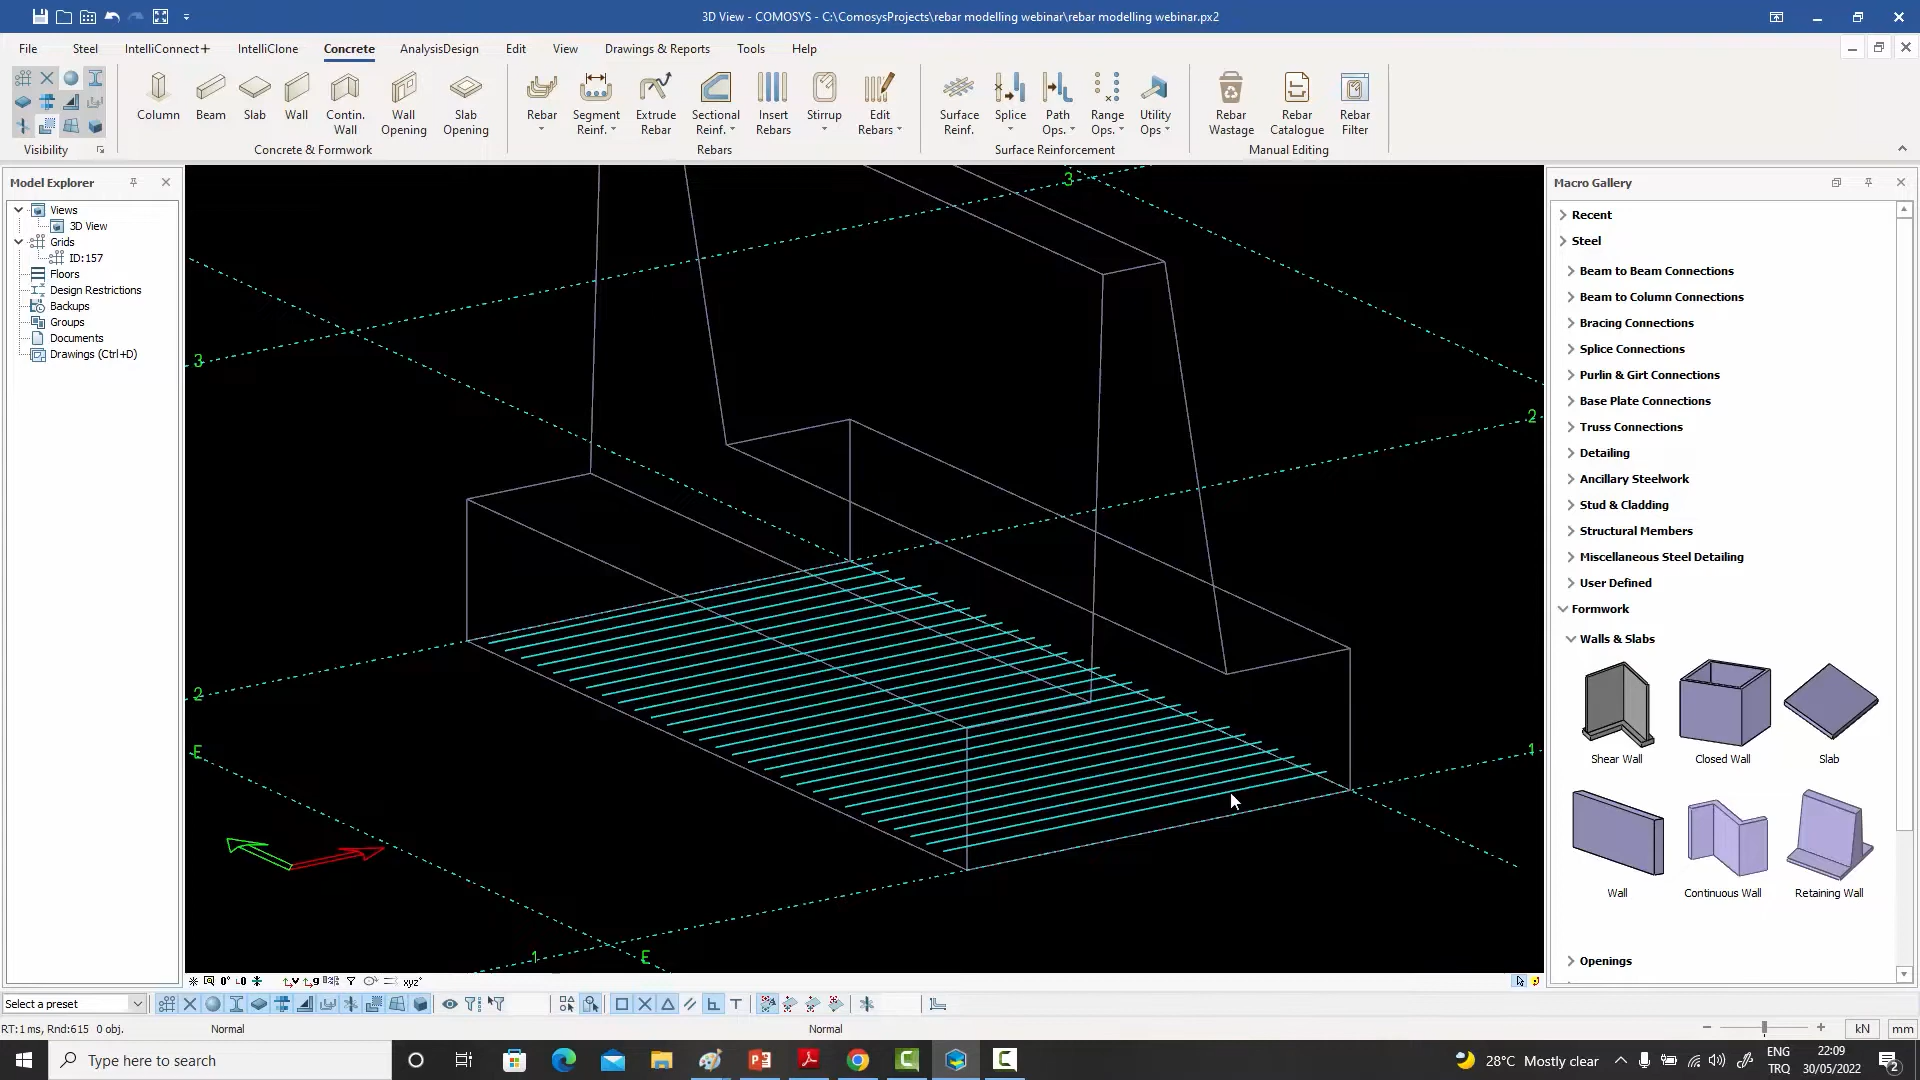 3D View - COMOSYS - C:\ComosysProjects\rebar modelling webinar\rebar modelling webinar.px2
File Steel IntelliConnect+ IntelliClone Concrete AnalysisDesign Edit View Drawings & Reports Tools Help
Column Beam Slab Wall Contin. Wall Wall Opening Slab Opening
Rebar Segment Reinf. Extrude Rebar Sectional Reinf. Insert Rebars Stirrup Edit Rebars
Surface Reinf. Splice Path Ops. Range Ops. Utility Ops
Rebar Wastage Rebar Catalogue Rebar Filter
Visibility Concrete & Formwork Rebars Surface Reinforcement Manual Editing
Model Explorer
Views
3D View
Grids
ID:157
Floors
Design Restrictions
Backups
Groups
Documents
Drawings (Ctrl+D)
3
3
2
2
E
1
1
E
Macro Gallery
Recent
Steel
Beam to Beam Connections
Beam to Column Connections
Bracing Connections
Splice Connections
Purlin & Girt Connections
Base Plate Connections
Truss Connections
Detailing
Ancillary Steelwork
Stud & Cladding
Structural Members
Miscellaneous Steel Detailing
User Defined
Formwork
Walls & Slabs
Shear Wall Closed Wall Slab
Wall Continuous Wall Retaining Wall
Openings
xyz
Select a preset
RT:1 ms, Rnd:615 0 obj. Normal Normal kN mm
Type here to search
28°C Mostly clear ENG TRQ 22:09 30/05/2022 2